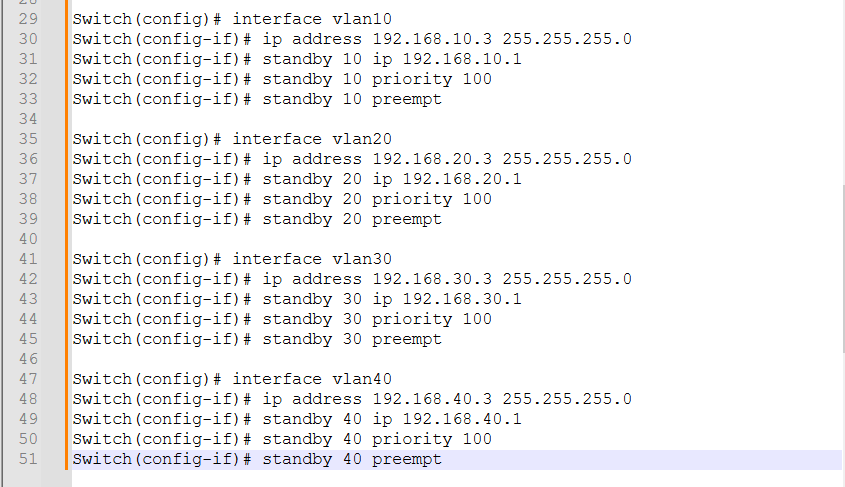 29 Switch(config)# interface vlan10
30 Switch(config-if)# ip address 192.168.10.3 255.255.255.0
31 Switch(config-if)# standby 10 ip 192.168.10.1
32 Switch(config-if)# standby 10 priority 100
33 Switch(config-if)# standby 10 preempt
34
35 Switch(config)# interface vlan20
36 Switch(config-if)# ip address 192.168.20.3 255.255.255.0
37 Switch(config-if)# standby 20 ip 192.168.20.1
38 Switch(config-if)# standby 20 priority 100
39 Switch(config-if)# standby 20 preempt
40
41 Switch(config)# interface vlan30
42 Switch(config-if)# ip address 192.168.30.3 255.255.255.0
43 Switch(config-if)# standby 30 ip 192.168.30.1
44 Switch(config-if)# standby 30 priority 100
45 Switch(config-if)# standby 30 preempt
46
47 Switch(config)# interface vlan40
48 Switch(config-if)# ip address 192.168.40.3 255.255.255.0
49 Switch(config-if)# standby 40 ip 192.168.40.1
50 Switch(config-if)# standby 40 priority 100
51 Switch(config-if)# standby 40 preempt